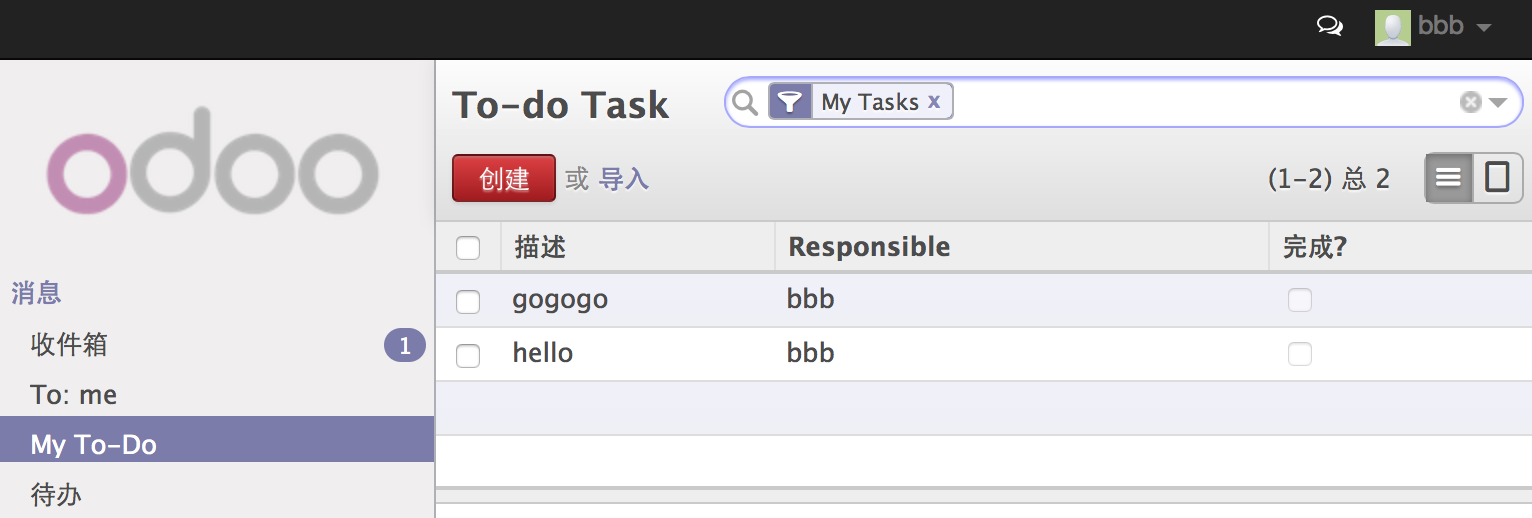 bbb
odoo
To-do Task
My Tasks x
创建 或 导入
(1-2) 总 2
描述 Responsible 完成?
gogogo bbb
hello bbb
消息
收件箱 1
To: me
My To-Do
待办